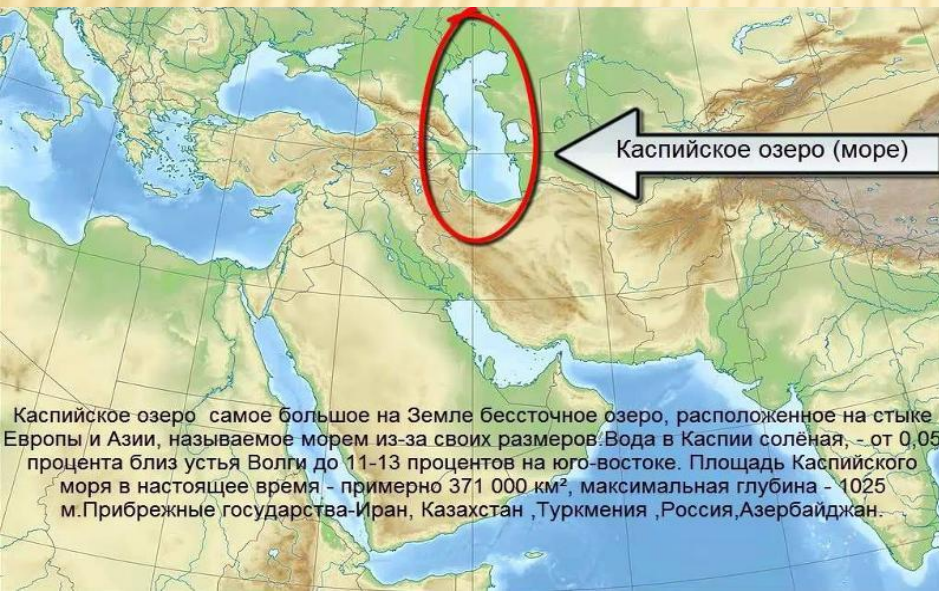 Каспийское озеро (море)
Каспийское озеро самое большое на Земле бессточное озеро, расположенное на стыке
Европы и Азии, называемое морем из-за своих размеров.Вода в Каспии солёная, - от 0,05
процента близ устья Волги до 11-13 процентов на юго-востоке. Площадь Каспийского
моря в настоящее время - примерно 371 000 км², максимальная глубина - 1025
м.Прибрежные государства-Иран, Казахстан ,Туркмения ,Россия,Азербайджан.